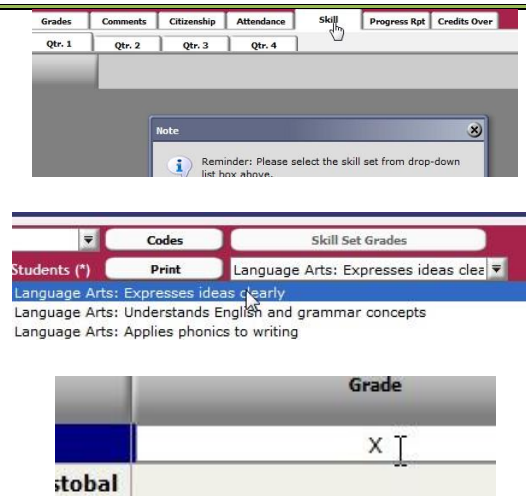 Grades Comments Citizenship Attendance Skill Progress Rpt Credits Over
Qtr. 1 Qtr. 2 Qtr. 3 Qtr. 4
Note
Reminder: Please select the skill set from drop-down
list box above.
Codes Skill Set Grades
Students (*) Print Language Arts: Expresses ideas clea
Language Arts: Expresses ideas clearly
Language Arts: Understands English and grammar concepts
Language Arts: Applies phonics to writing
Grade
X
stobal